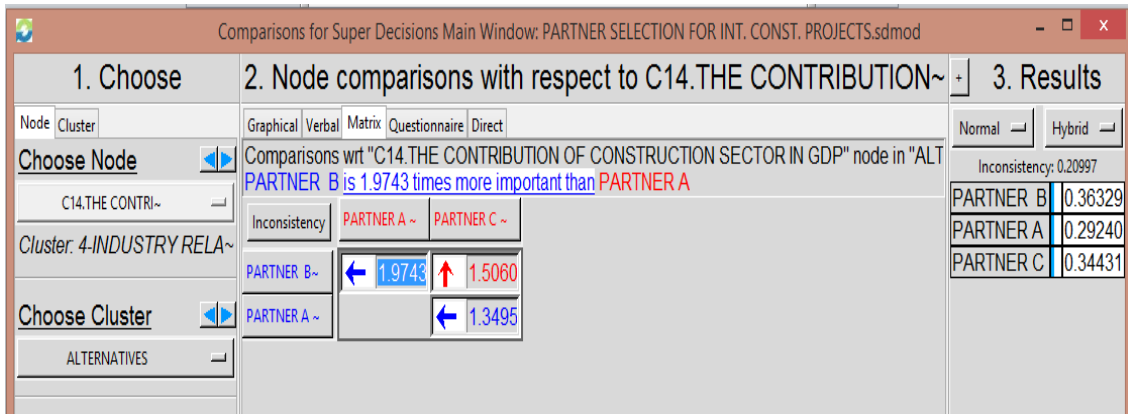 Comparisons for Super Decisions Main Window: PARTNER SELECTION FOR INT. CONST. PROJECTS.sdmod
1. Choose
2. Node comparisons with respect to C14.THE CONTRIBUTION~
+
3. Results
Node Cluster
Graphical Verbal Matrix Questionnaire Direct
Normal Hybrid
Choose Node
Comparisons wrt "C14.THE CONTRIBUTION OF CONSTRUCTION SECTOR IN GDP" node in "ALT
Inconsistency: 0.20997
PARTNER B is 1.9743 times more important than PARTNER A
C14.THE CONTRI~
Inconsistency PARTNER A ~ PARTNER C ~
PARTNER B 0.36329
PARTNER A 0.29240
PARTNER C 0.34431
Cluster: 4-INDUSTRY RELA~
PARTNER B~ 1.9743 1.5060
Choose Cluster
PARTNER A ~ 1.3495
ALTERNATIVES